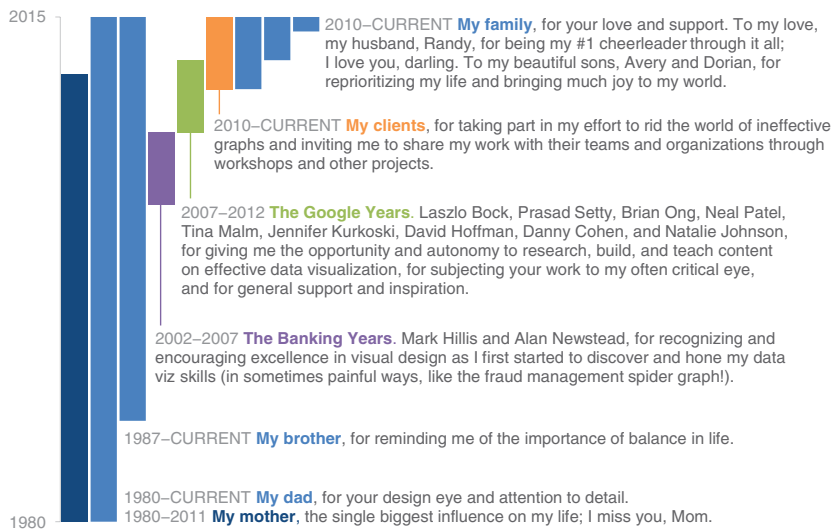 2015
2010–CURRENT My family, for your love and support. To my love,
my husband, Randy, for being my #1 cheerleader through it all;
I love you, darling. To my beautiful sons, Avery and Dorian, for
reprioritizing my life and bringing much joy to my world.
2010–CURRENT My clients, for taking part in my effort to rid the world of ineffective
graphs and inviting me to share my work with their teams and organizations through
workshops and other projects.
2007–2012 The Google Years. Laszlo Bock, Prasad Setty, Brian Ong, Neal Patel,
Tina Malm, Jennifer Kurkoski, David Hoffman, Danny Cohen, and Natalie Johnson,
for giving me the opportunity and autonomy to research, build, and teach content
on effective data visualization, for subjecting your work to my often critical eye,
and for general support and inspiration.
2002–2007 The Banking Years. Mark Hillis and Alan Newstead, for recognizing and
encouraging excellence in visual design as I first started to discover and hone my data
viz skills (in sometimes painful ways, like the fraud management spider graph!).
1987–CURRENT My brother, for reminding me of the importance of balance in life.
1980–CURRENT My dad, for your design eye and attention to detail.
1980–2011 My mother, the single biggest influence on my life; I miss you, Mom.
1980